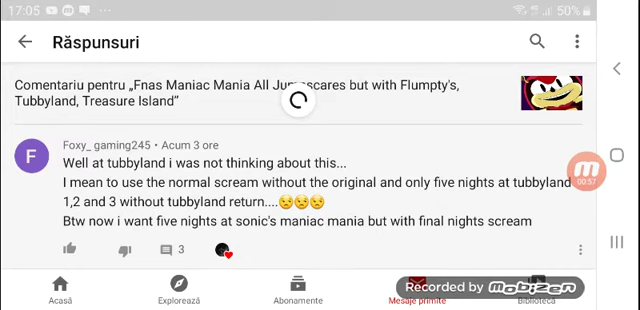 17:05
50%
Răspunsuri
Comentariu pentru „Fnas Maniac Mania All Jumpscares but with Flumpty's,
Tubbyland, Treasure Island”
F
Foxy_ gaming245 • Acum 3 ore
Well at tubbyland i was not thinking about this...
I mean to use the normal scream without the original and only five nights at tubbyland
1,2 and 3 without tubbyland return....😒😒😒
Btw now i want five nights at sonic's maniac mania but with final nights scream
3
00:57
Recorded by mobizen
Acasă
Explorează
Abonamente
Mesaje primite
Bibliotecă